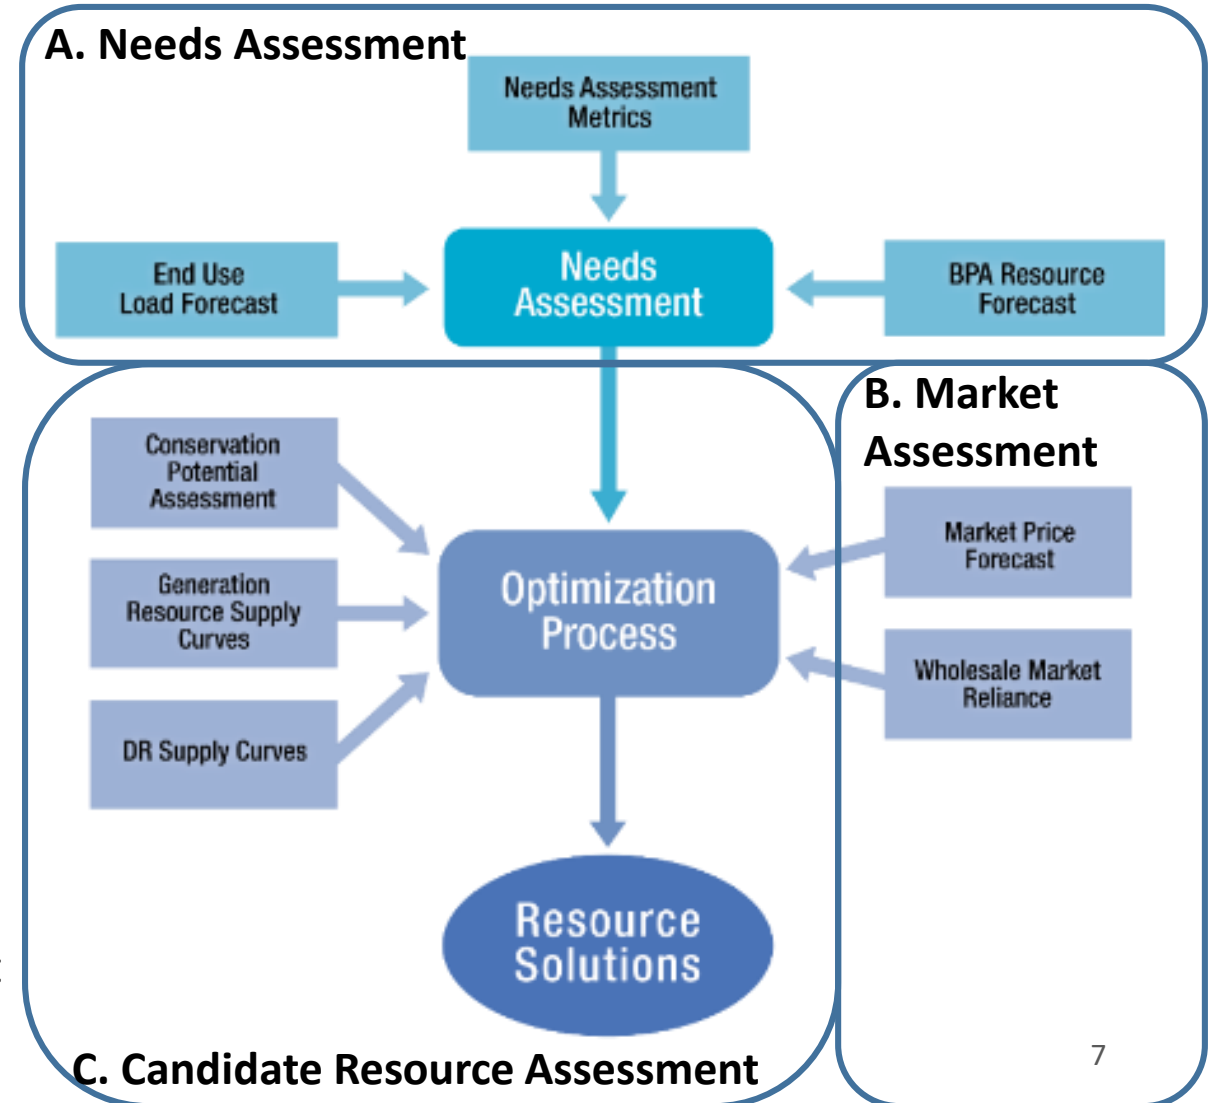 A. Needs Assessment
Needs Assessment
Metrics
End Use
Load Forecast
Needs
Assessment
BPA Resource
Forecast
B. Market
Assessment
Conservation
Potential
Assessment
Generation
Resource Supply
Curves
DR Supply Curves
Optimization
Process
Market Price
Forecast
Wholesale Market
Reliance
Resource
Solutions
C. Candidate Resource Assessment
7